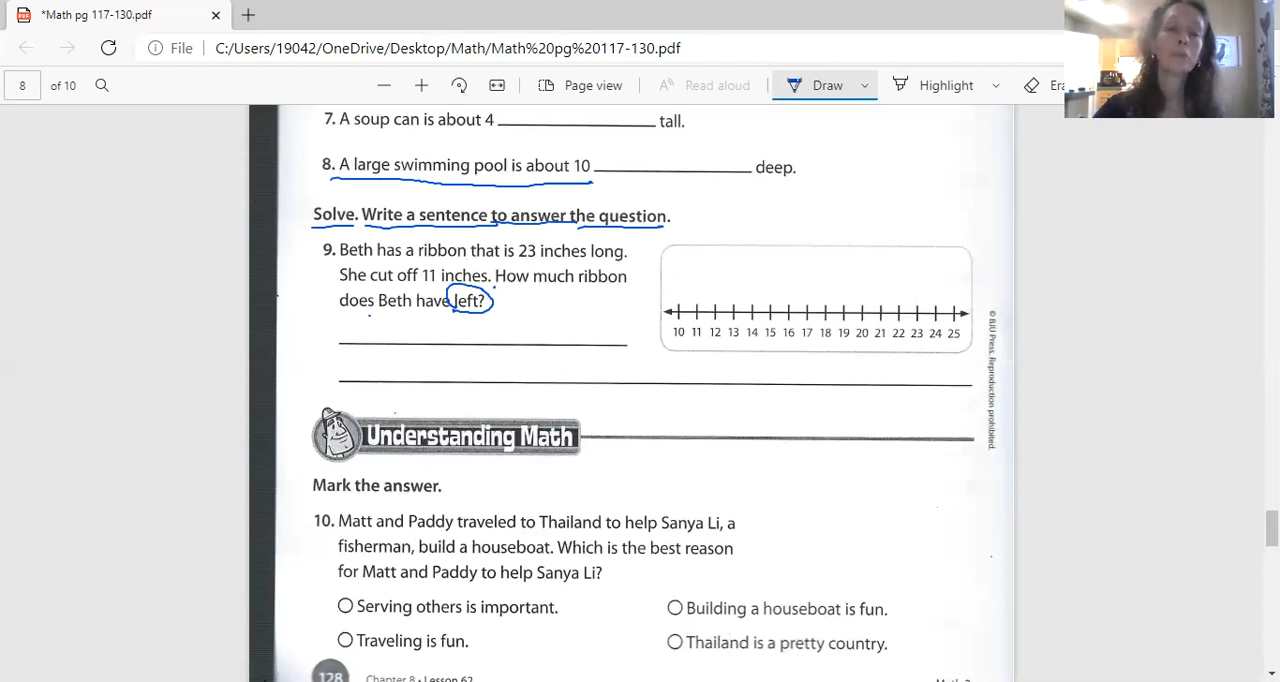 *Math pg 117-130.pdf
File C:/Users/19042/OneDrive/Desktop/Math/Math%20pg%20117-130.pdf
8 of 10 Page view Read aloud Draw Highlight
7. A soup can is about 4 ____ tall.
8. A large swimming pool is about 10 ____ deep.
Solve. Write a sentence to answer the question.
9. Beth has a ribbon that is 23 inches long.
She cut off 11 inches. How much ribbon
does Beth have left?
10 11 12 13 14 15 16 17 18 19 20 21 22 23 24 25
© BJU Press. Reproduction prohibited.
Understanding Math
Mark the answer.
10. Matt and Paddy traveled to Thailand to help Sanya Li, a
fisherman, build a houseboat. Which is the best reason
for Matt and Paddy to help Sanya Li?
Serving others is important. Building a houseboat is fun.
Traveling is fun. Thailand is a pretty country.
128 Chapter 8 • Lesson 62